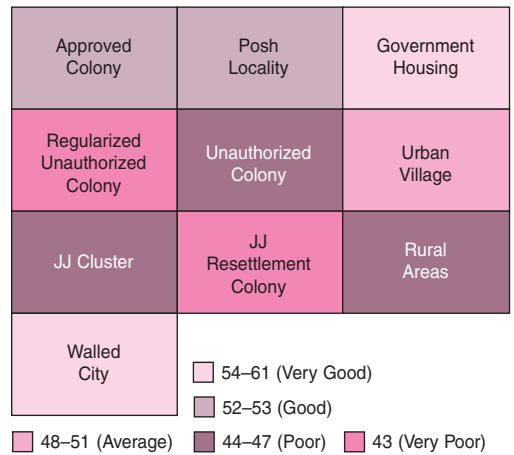 Approved
Colony
Posh
Locality
Government
Housing
Regularized
Unauthorized
Colony
Unauthorized
Colony
Urban
Village
JJ Cluster
JJ
Resettlement
Colony
Rural
Areas
Walled
City
54–61 (Very Good)
52–53 (Good)
48–51 (Average)
44–47 (Poor)
43 (Very Poor)